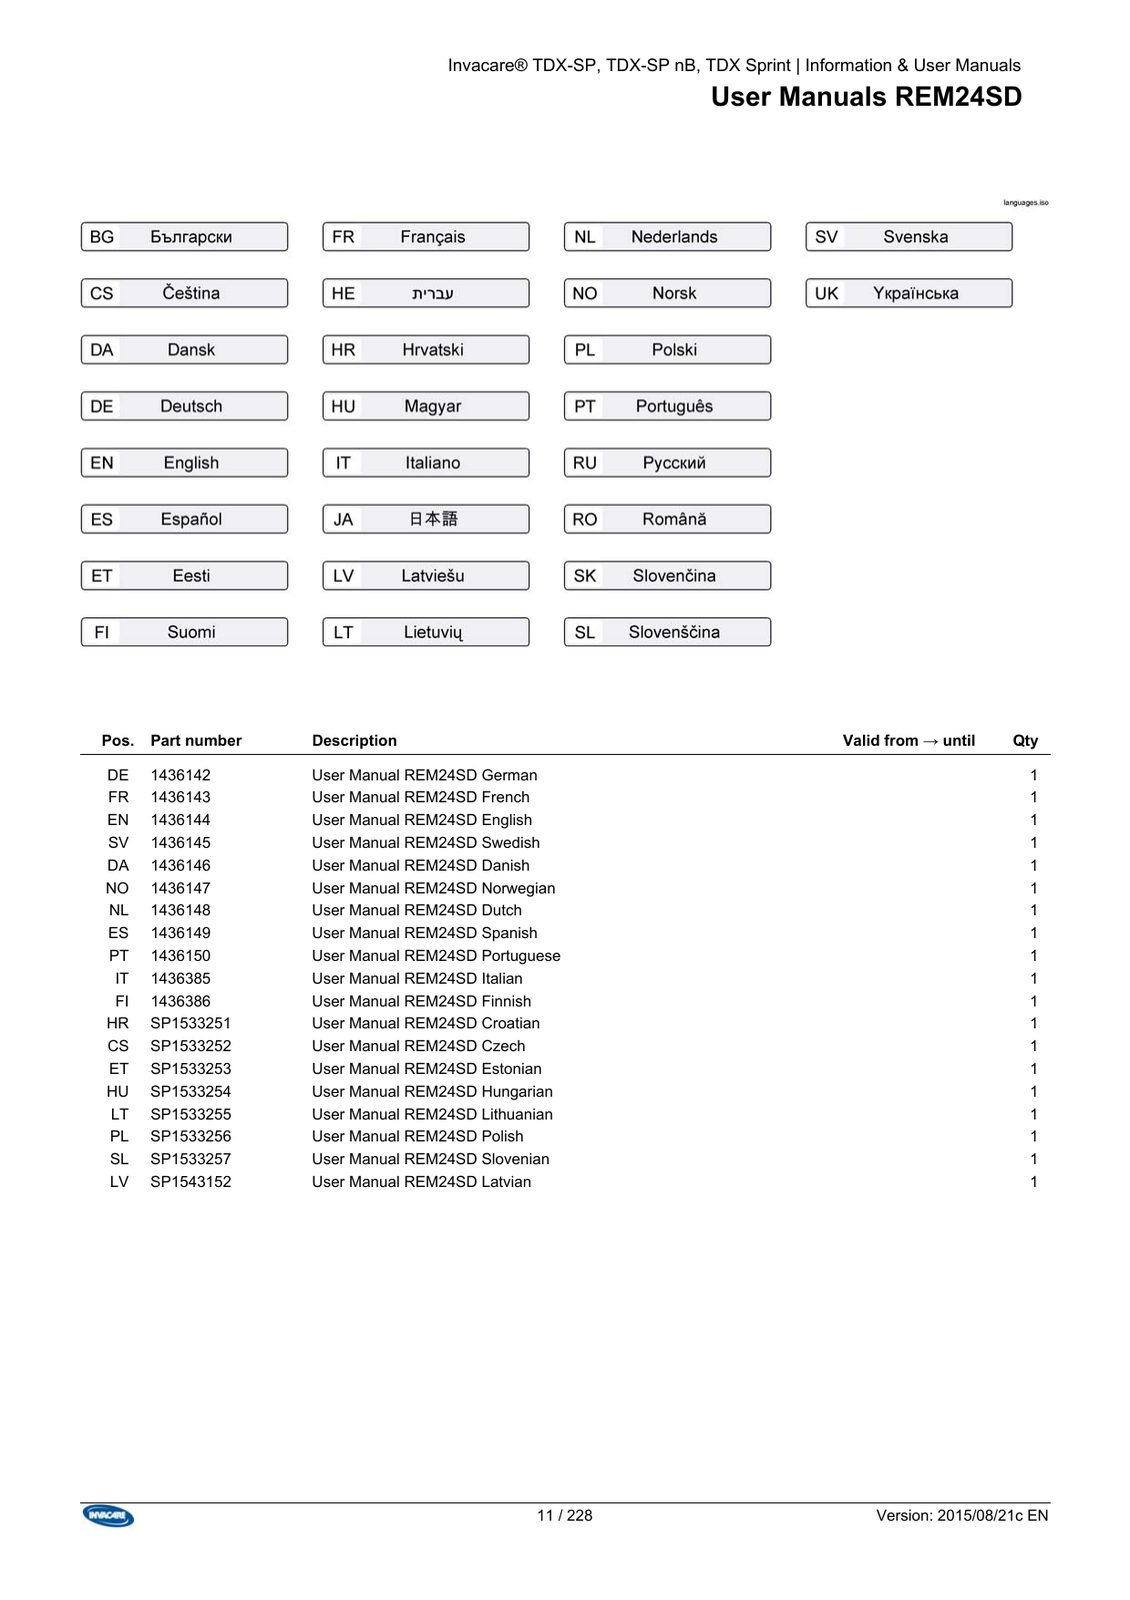 Invacare® TDX-SP, TDX-SP nB, TDX Sprint | Information & User Manuals
User Manuals REM24SD
languages.iso
BG Български FR Français NL Nederlands SV Svenska
CS Čeština HE עברית NO Norsk UK Yкраїнська
DA Dansk HR Hrvatski PL Polski
DE Deutsch HU Magyar PT Português
EN English IT Italiano RU Русский
ES Español JA 日本語 RO Română
ET Eesti LV Latviešu SK Slovenčina
FI Suomi LT Lietuvių SL Slovenščina
Pos. Part number Description Valid from → until Qty
DE 1436142 User Manual REM24SD German 1
FR 1436143 User Manual REM24SD French 1
EN 1436144 User Manual REM24SD English 1
SV 1436145 User Manual REM24SD Swedish 1
DA 1436146 User Manual REM24SD Danish 1
NO 1436147 User Manual REM24SD Norwegian 1
NL 1436148 User Manual REM24SD Dutch 1
ES 1436149 User Manual REM24SD Spanish 1
PT 1436150 User Manual REM24SD Portuguese 1
IT 1436385 User Manual REM24SD Italian 1
FI 1436386 User Manual REM24SD Finnish 1
HR SP1533251 User Manual REM24SD Croatian 1
CS SP1533252 User Manual REM24SD Czech 1
ET SP1533253 User Manual REM24SD Estonian 1
HU SP1533254 User Manual REM24SD Hungarian 1
LT SP1533255 User Manual REM24SD Lithuanian 1
PL SP1533256 User Manual REM24SD Polish 1
SL SP1533257 User Manual REM24SD Slovenian 1
LV SP1543152 User Manual REM24SD Latvian 1
INVACARE 11 / 228 Version: 2015/08/21c EN